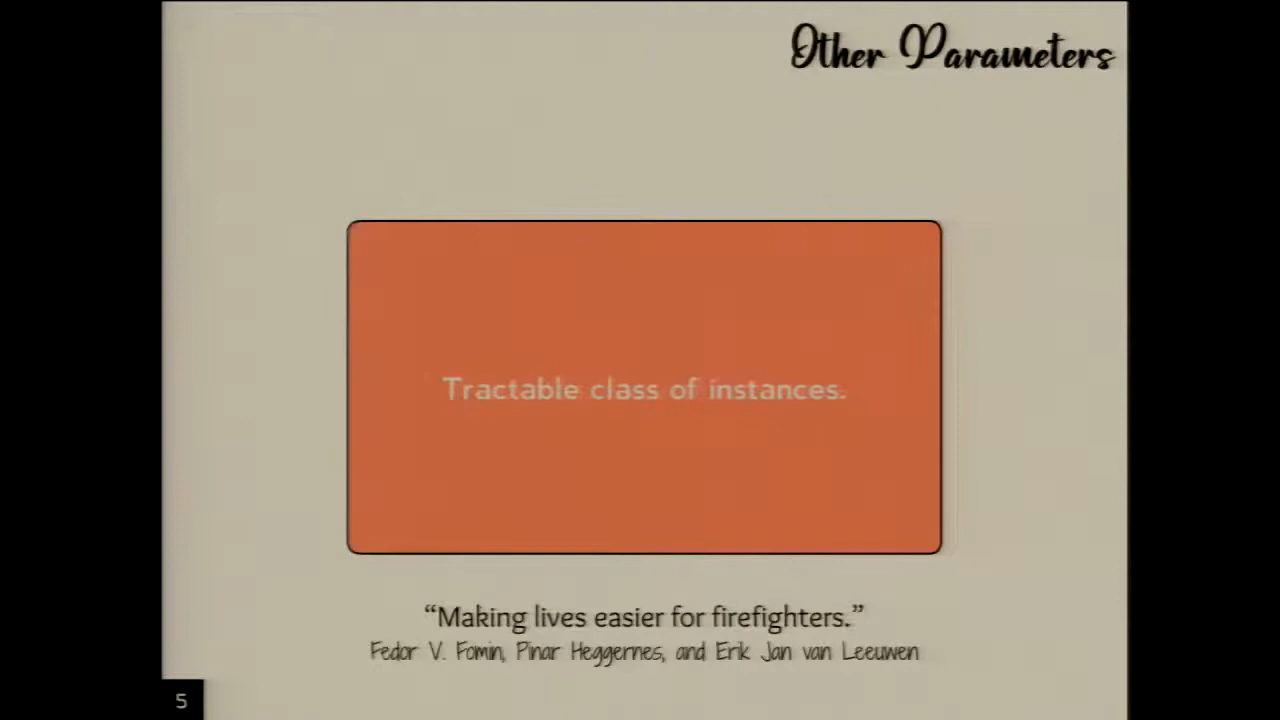 Other Parameters
Tractable class of instances.
“Making lives easier for firefighters.”
Fedor V. Fomin, Pinar Heggernes, and Erik Jan van Leeuwen
5